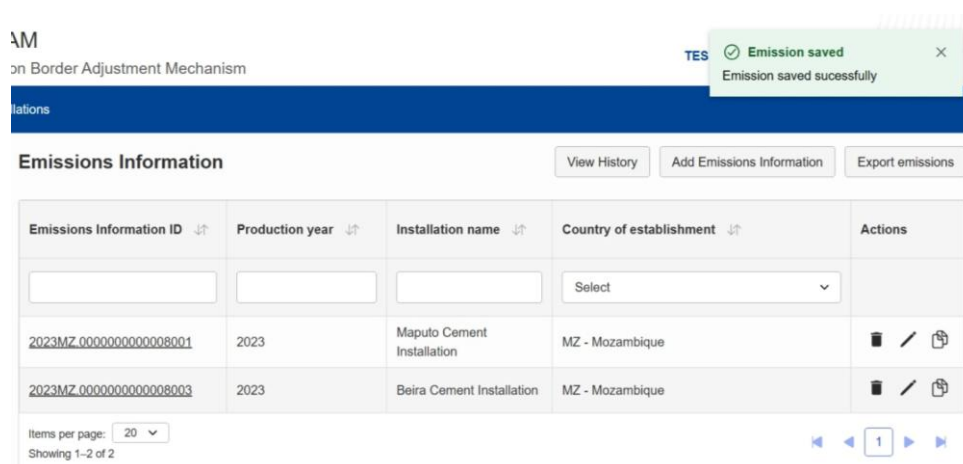 AM
on Border Adjustment Mechanism
TES
Emission saved
Emission saved sucessfully
llations
Emissions Information
View History
Add Emissions Information
Export emissions
Emissions Information ID
Production year
Installation name
Country of establishment
Actions
Select
2023MZ.0000000000008001
2023
Maputo Cement
Installation
MZ - Mozambique
2023MZ.0000000000008003
2023
Beira Cement Installation
MZ - Mozambique
Items per page: 20
1
Showing 1–2 of 2